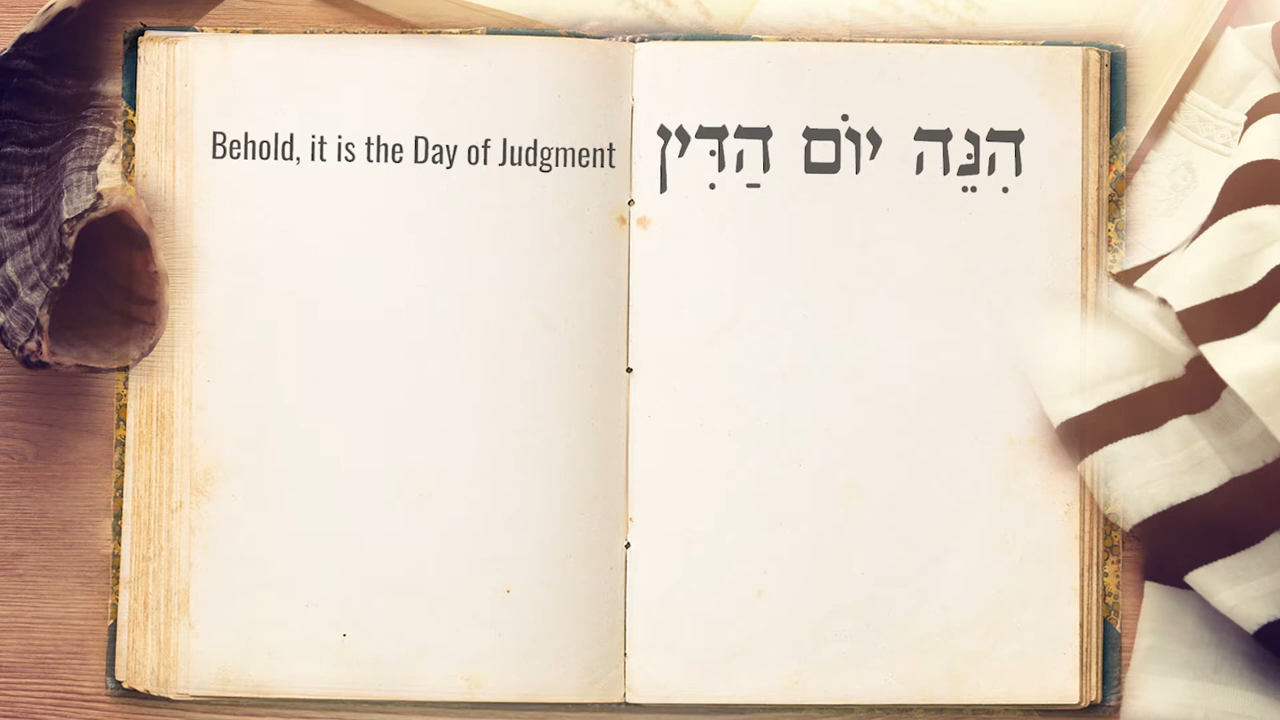 Behold, it is the Day of Judgment
הִנֵּה יוֹם הַדִּין